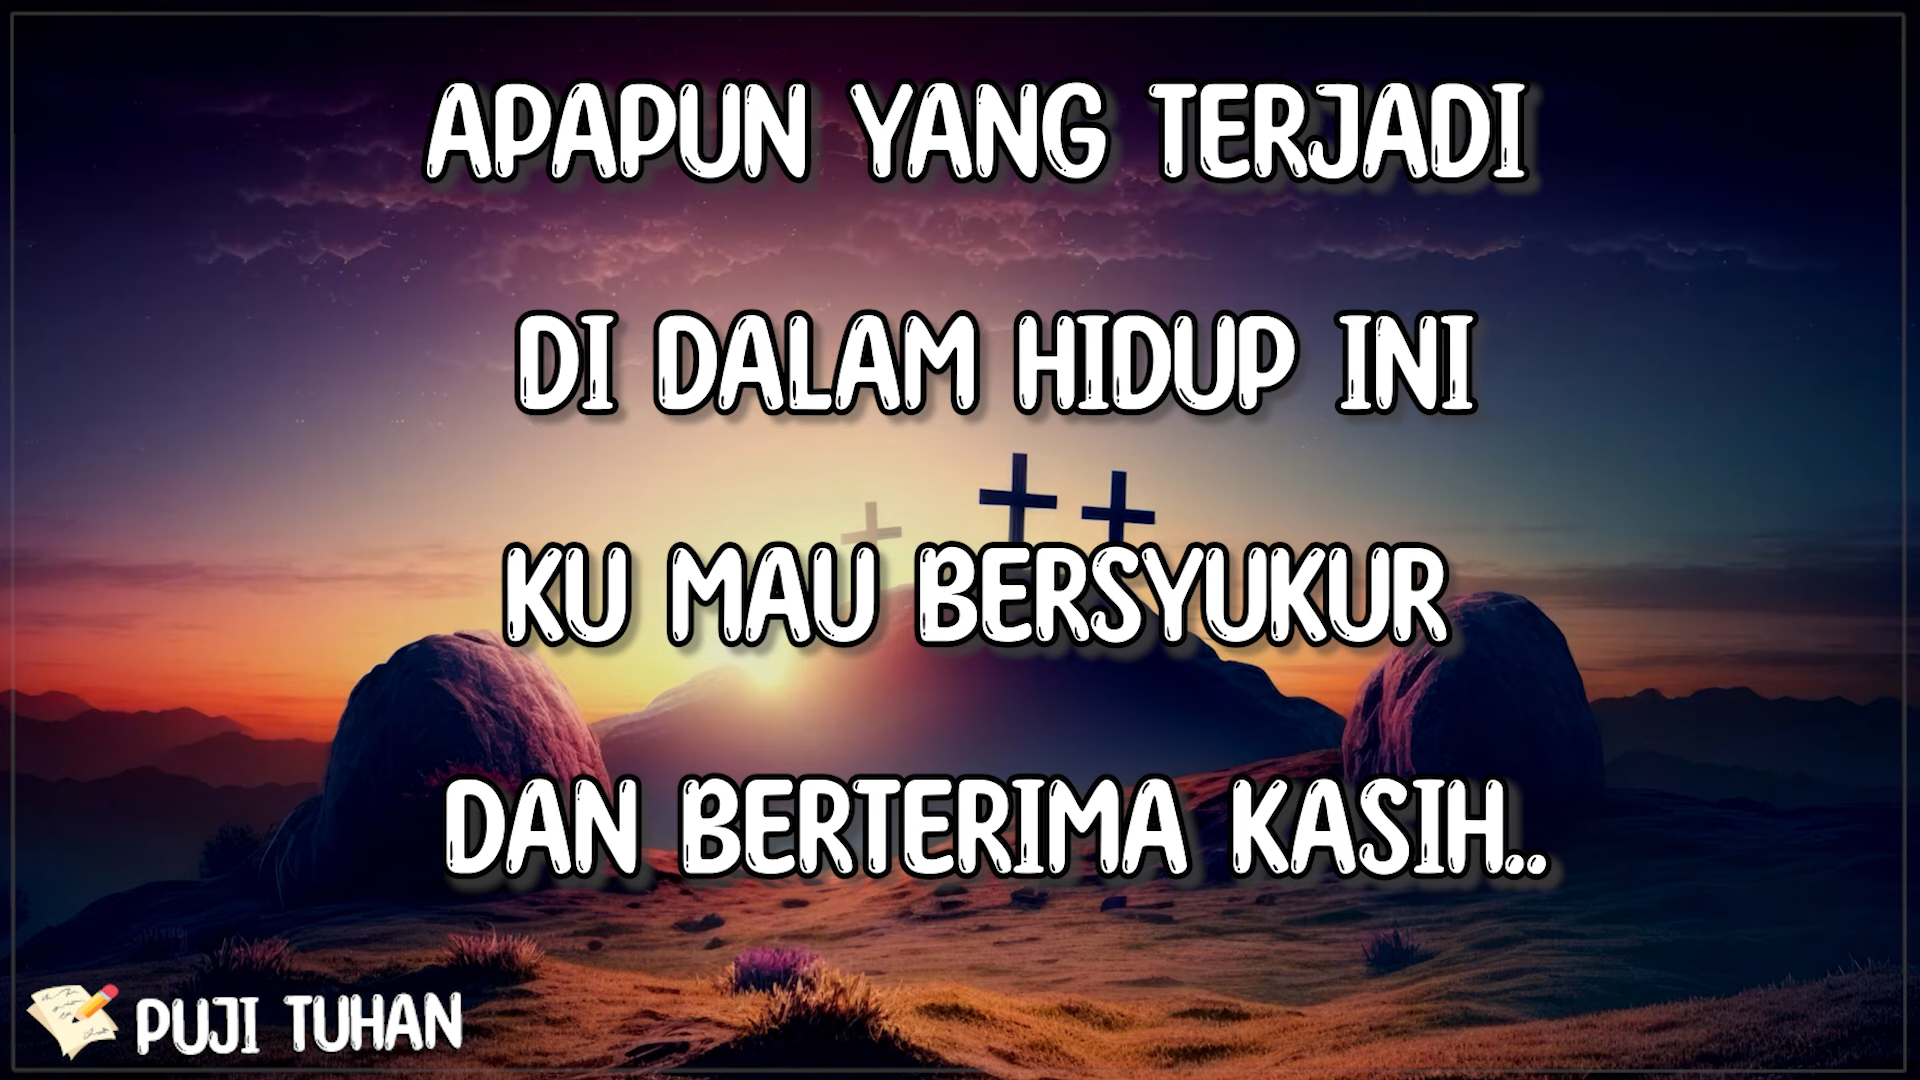 APAPUN YANG TERJADI
DI DALAM HIDUP INI
KU MAU BERSYUKUR
DAN BERTERIMA KASIH..
PUJI TUHAN